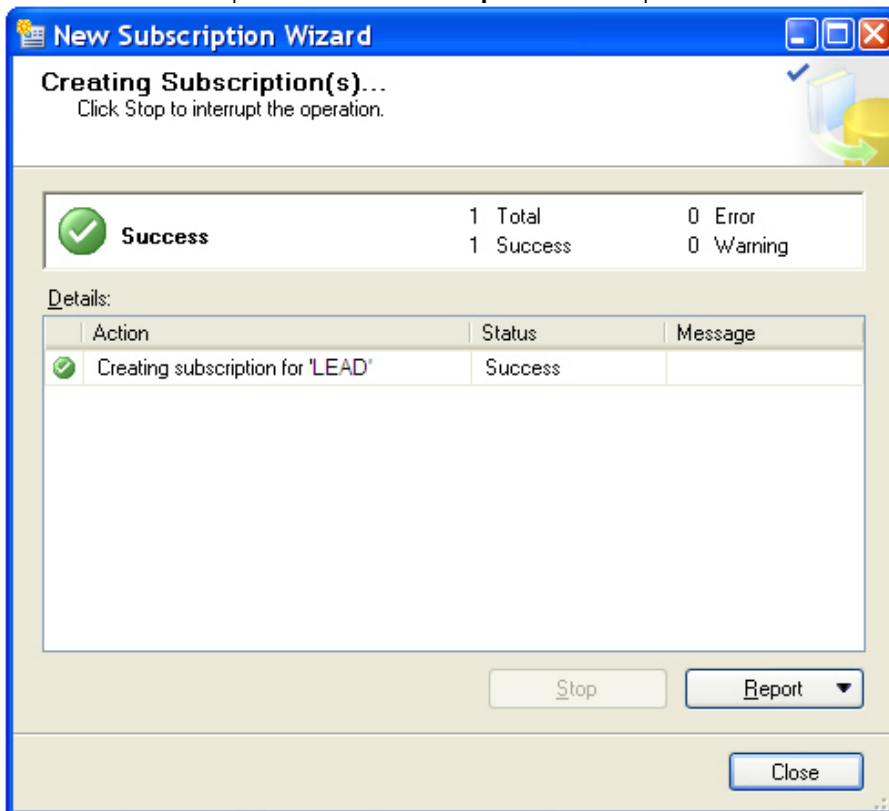 New Subscription Wizard
Creating Subscription(s)...
Click Stop to interrupt the operation.
Success
1 Total
0 Error
1 Success
0 Warning
Details:
Action Status Message
Creating subscription for 'LEAD' Success
Stop Report
Close